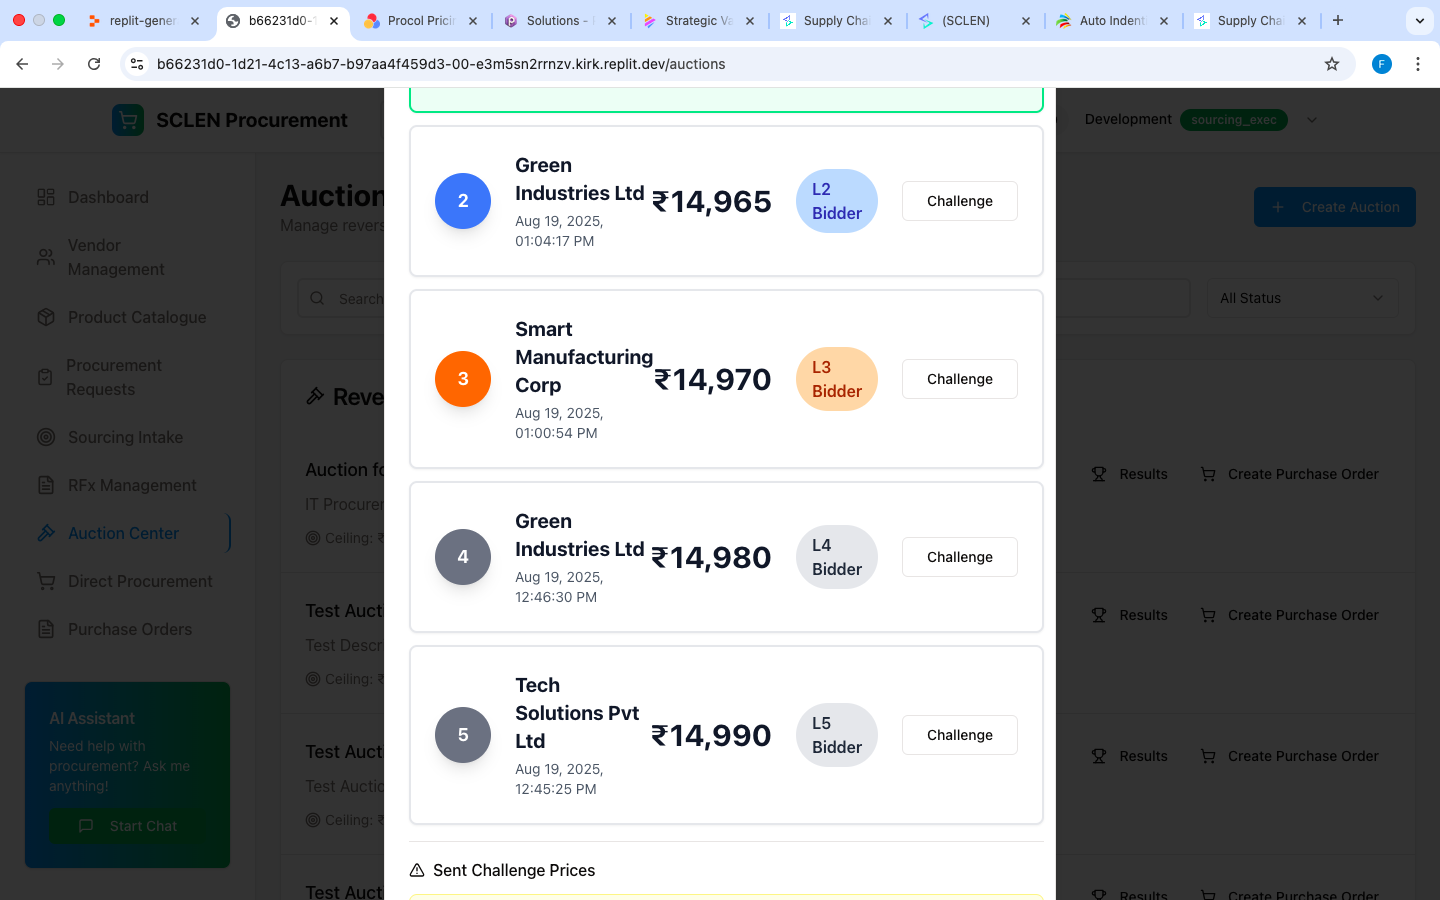 replit-gene
b66231d0-1
Procol Prici
Solutions -
Strategic Va
Supply Cha
(SCLEN)
Auto Indent
Supply Cha
b66231d0-1d21-4c13-a6b7-b97aa4f459d3-00-e3m5sn2rrnzv.kirk.replit.dev/auctions
F
SCLEN Procurement
Development
sourcing_exec
Dashboard
Vendor
Management
Product Catalogue
Procurement
Requests
Sourcing Intake
RFx Management
Auction Center
Direct Procurement
Purchase Orders
AI Assistant
Need help with
procurement? Ask me
anything!
Start Chat
Auction
Manage revers
Create Auction
Search
All Status
Reve
Auction fo
IT Procurer
Ceiling: ₹
Results
Create Purchase Order
Test Aucti
Test Descr
Ceiling: ₹
Results
Create Purchase Order
Test Aucti
Test Auctio
Ceiling: ₹
Results
Create Purchase Order
Test Aucti
Results
Create Purchase Order
2
Green
Industries Ltd
Aug 19, 2025,
01:04:17 PM
₹14,965
L2
Bidder
Challenge
3
Smart
Manufacturing
Corp
Aug 19, 2025,
01:00:54 PM
₹14,970
L3
Bidder
Challenge
4
Green
Industries Ltd
Aug 19, 2025,
12:46:30 PM
₹14,980
L4
Bidder
Challenge
5
Tech
Solutions Pvt
Ltd
Aug 19, 2025,
12:45:25 PM
₹14,990
L5
Bidder
Challenge
Sent Challenge Prices